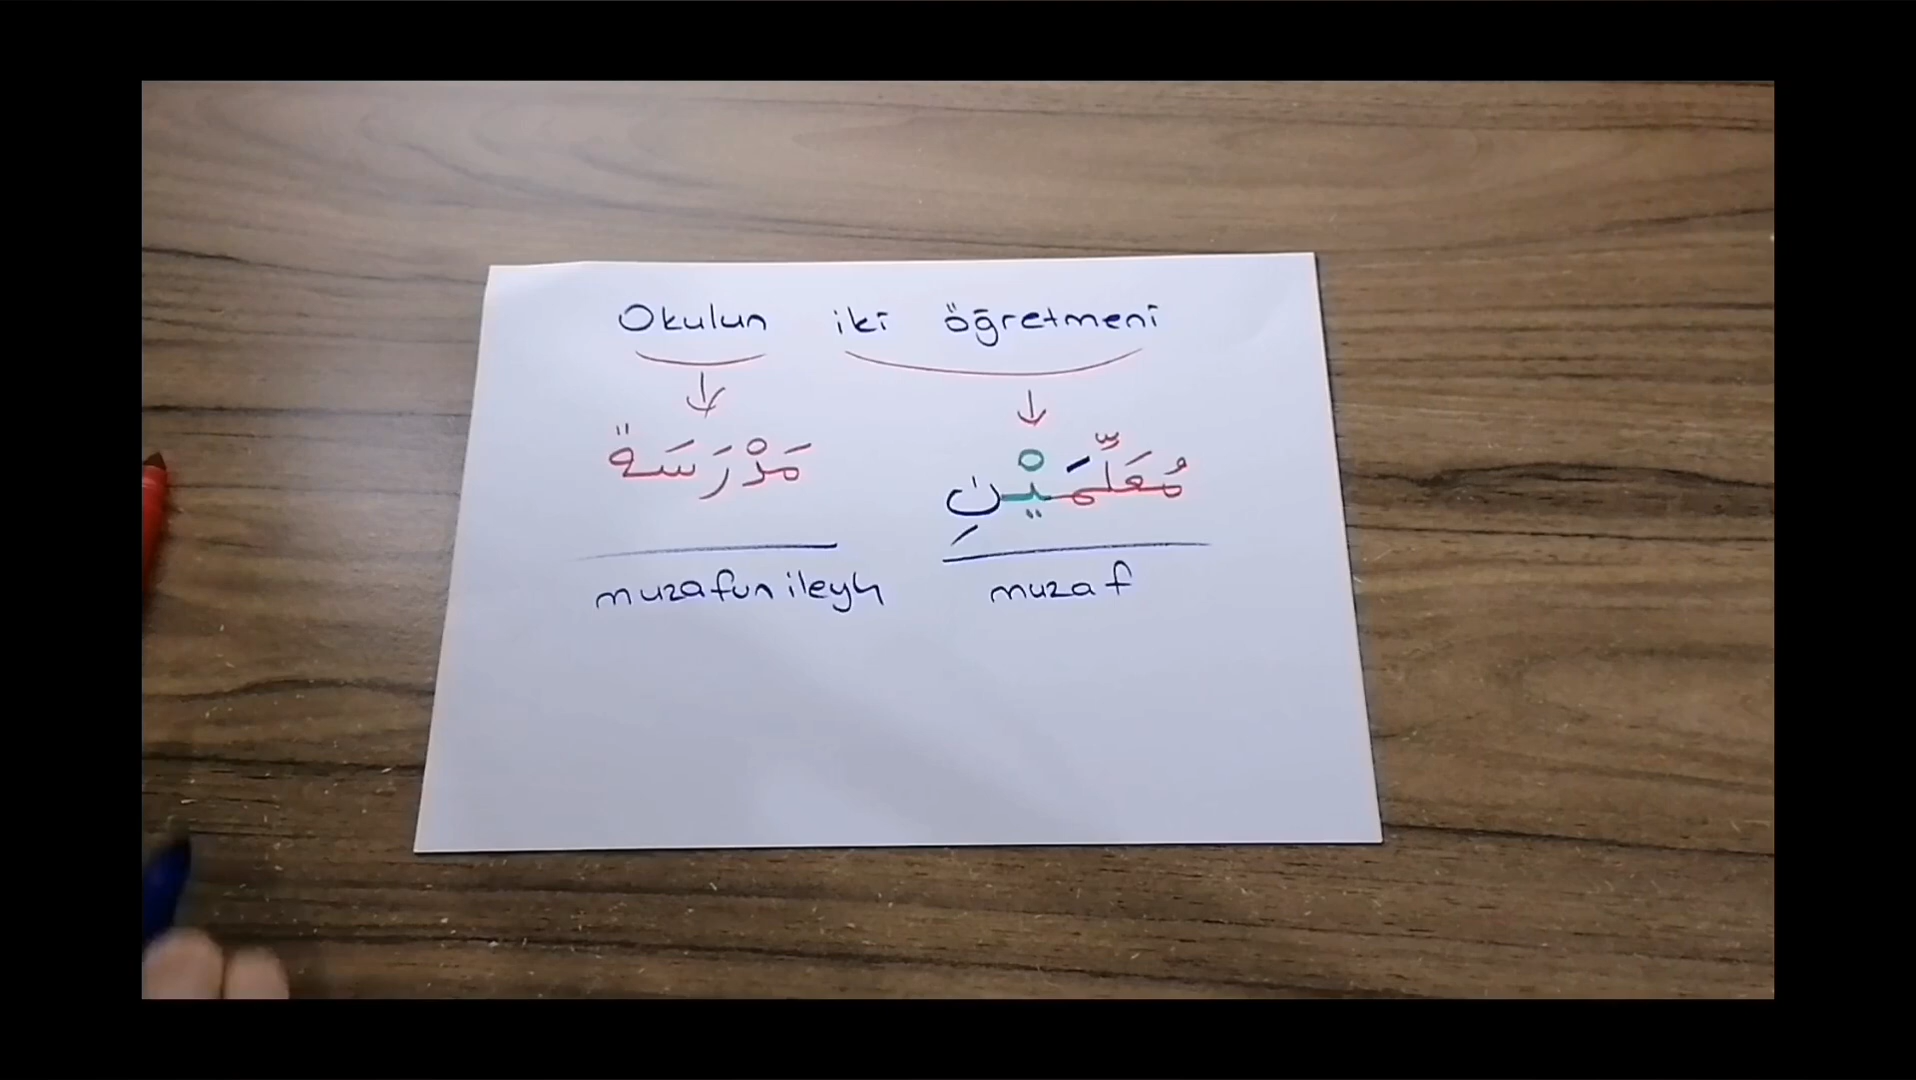 Okulun iki öğretmeni
مُعَلِّمَيْنِ مَدْرَسَة
muzafun ileyh muzaf